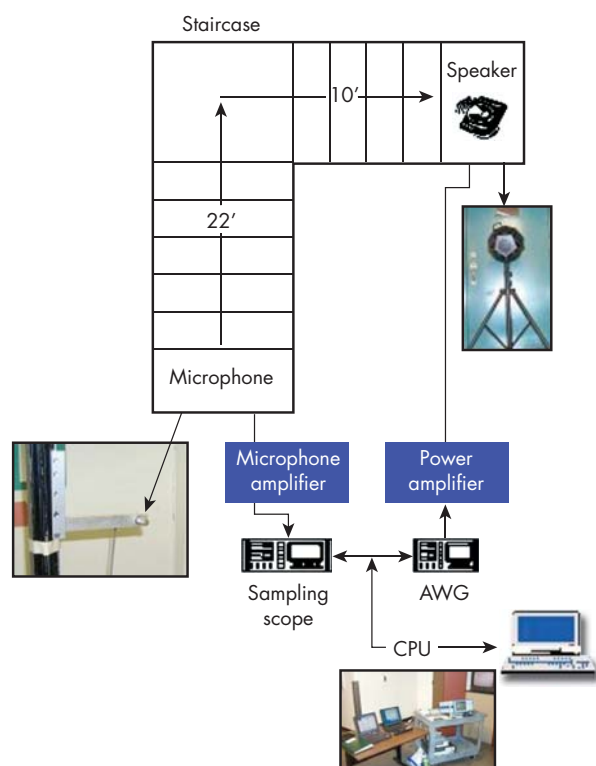 Staircase
Speaker
10’
22’
Microphone
Microphone
amplifier
Power
amplifier
Sampling
scope
AWG
CPU